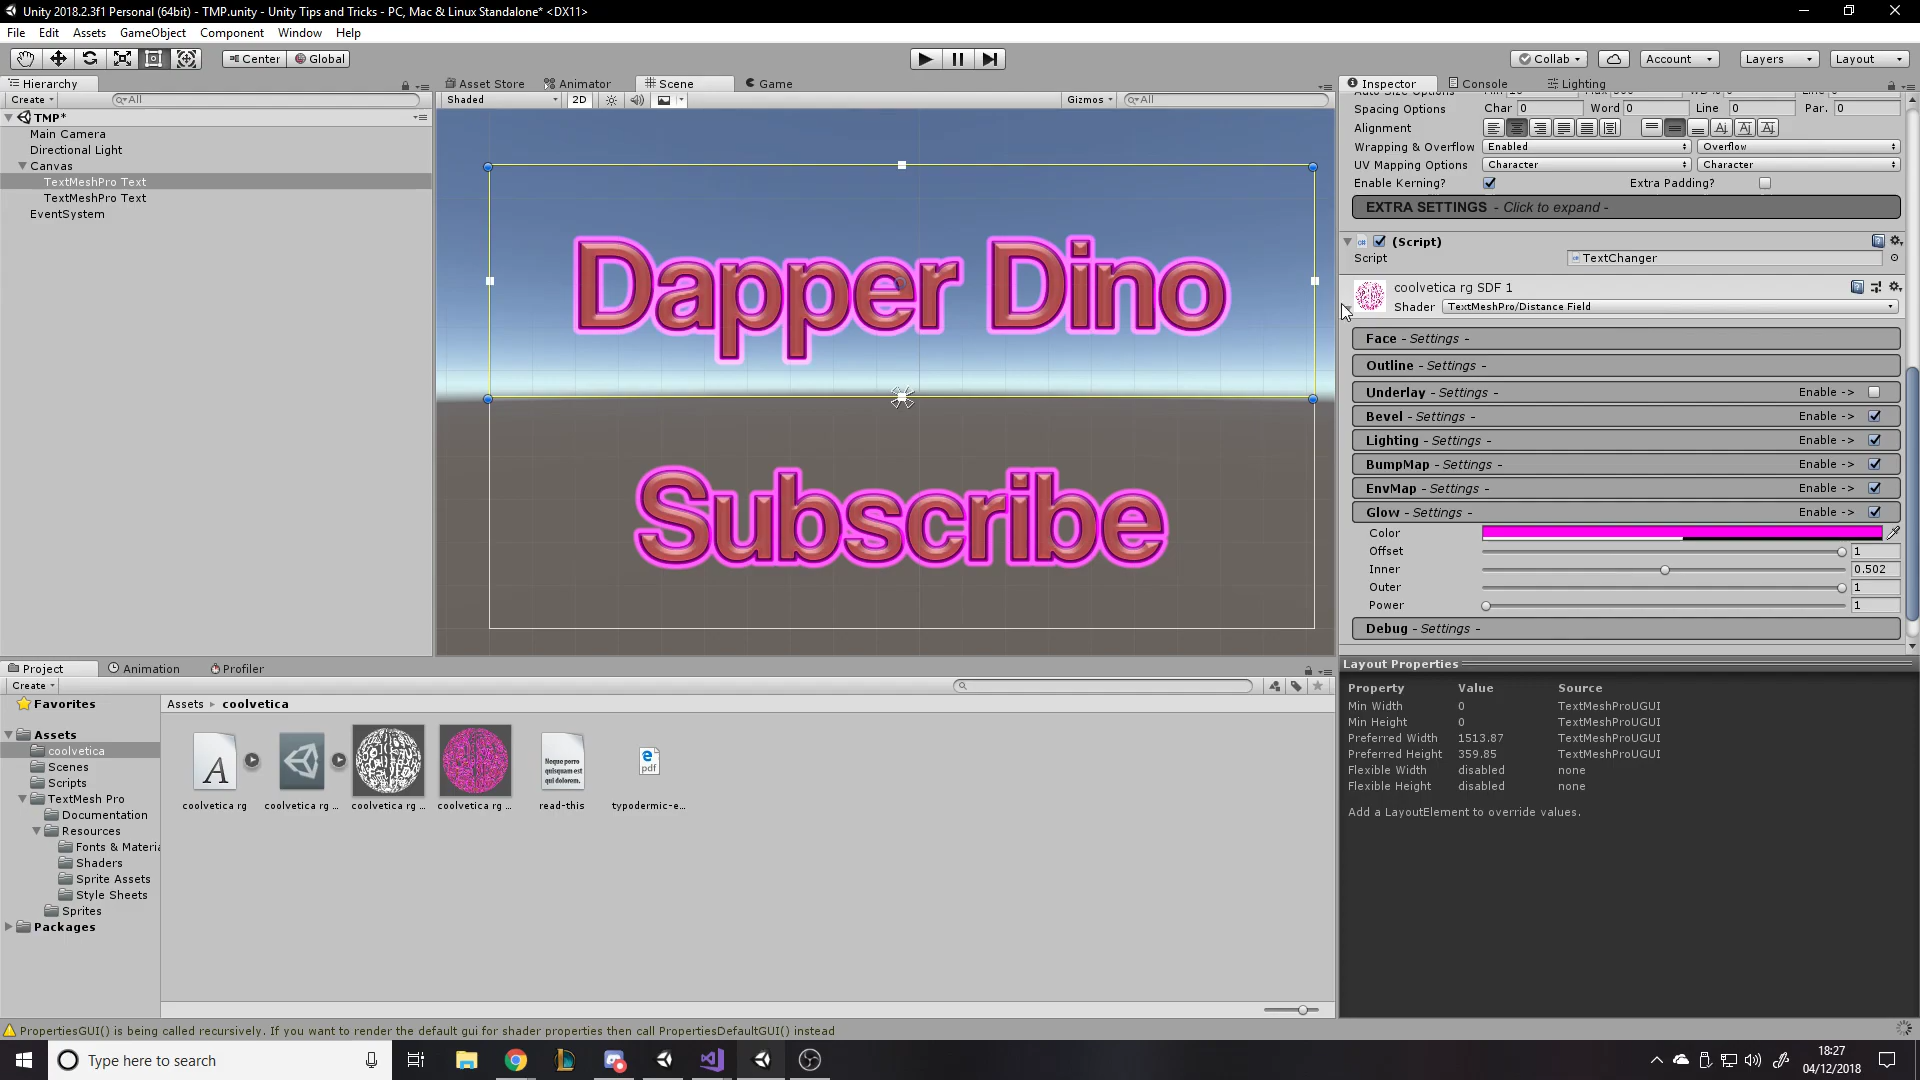 Unity 2018.2.3f1 Personal (64bit) - TMP.unity - Unity Tips and Tricks - PC, Mac & Linux Standalone* <DX11>
File Edit Assets GameObject Component Window Help
Center Global Collab Account Layers Layout
Hierarchy Asset Store Animator Scene Game Inspector Console Lighting
Create All Shaded 2D Gizmos All
TMP*
Main Camera
Directional Light
Canvas
TextMeshPro Text
TextMeshPro Text
EventSystem
Dapper Dino
Subscribe
Spacing Options Char 0 Word 0 Line 0 Par. 0
Alignment
Wrapping & Overflow Enabled Overflow
UV Mapping Options Character Character
Enable Kerning? Extra Padding?
EXTRA SETTINGS - Click to expand -
(Script)
Script TextChanger
coolvetica rg SDF 1
Shader TextMeshPro/Distance Field
Face - Settings -
Outline - Settings -
Underlay - Settings - Enable ->
Bevel - Settings - Enable ->
Lighting - Settings - Enable ->
BumpMap - Settings - Enable ->
EnvMap - Settings - Enable ->
Glow - Settings - Enable ->
Color
Offset 1
Inner 0.502
Outer 1
Power 1
Debug - Settings -
Layout Properties
Property Value Source
Min Width 0 TextMeshProUGUI
Min Height 0 TextMeshProUGUI
Preferred Width 1513.87 TextMeshProUGUI
Preferred Height 359.85 TextMeshProUGUI
Flexible Width disabled none
Flexible Height disabled none
Add a LayoutElement to override values.
Project Animation Profiler
Create
Favorites
Assets
coolvetica
Scenes
Scripts
TextMesh Pro
Documentation
Resources
Fonts & Materia
Shaders
Sprite Assets
Style Sheets
Sprites
Packages
Assets coolvetica
A
Neque porro quisquam est qui dolorem.
pdf
coolvetica rg coolvetica rg ... coolvetica rg ... coolvetica rg ... read-this typodermic-e...
PropertiesGUI() is being called recursively. If you want to render the default gui for shader properties then call PropertiesDefaultGUI() instead
Type here to search
18:27
04/12/2018